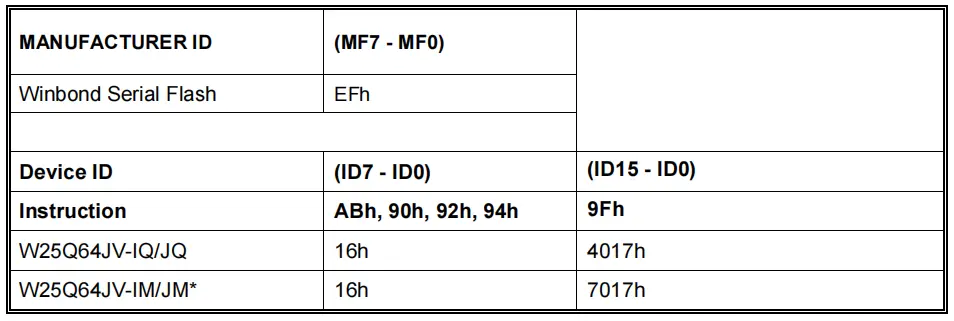 MANUFACTURER ID (MF7 - MF0)
Winbond Serial Flash EFh
Device ID (ID7 - ID0) (ID15 - ID0)
Instruction ABh, 90h, 92h, 94h 9Fh
W25Q64JV-IQ/JQ 16h 4017h
W25Q64JV-IM/JM* 16h 7017h